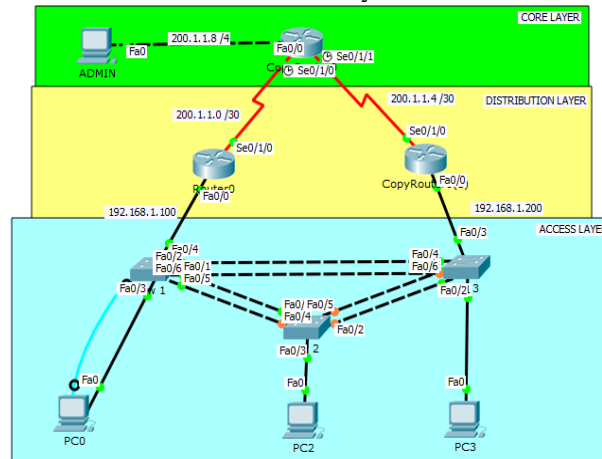 CORE LAYER
200.1.1.8 /4
Fa0/0
Se0/1/1
Fa0
ADMIN
Se0/1/0
200.1.1.4 /30
DISTRIBUTION LAYER
200.1.1.0 /30
Se0/1/0
Se0/1/0
Router0
Fa0/0
Fa0/0
192.168.1.100
192.168.1.200
ACCESS LAYE
Fa0/3
Fa0/4
Fa0/2
Fa0/1
Fa0/4
Fa0/6
Fa0/6
Fa0/5
Fa0/3
1
3
Fa0/2
Fa0/5
Fa0/4
Fa0/2
2
Fa0/3
Fa0
Fa0
Fa0
PC0
PC2
PC3